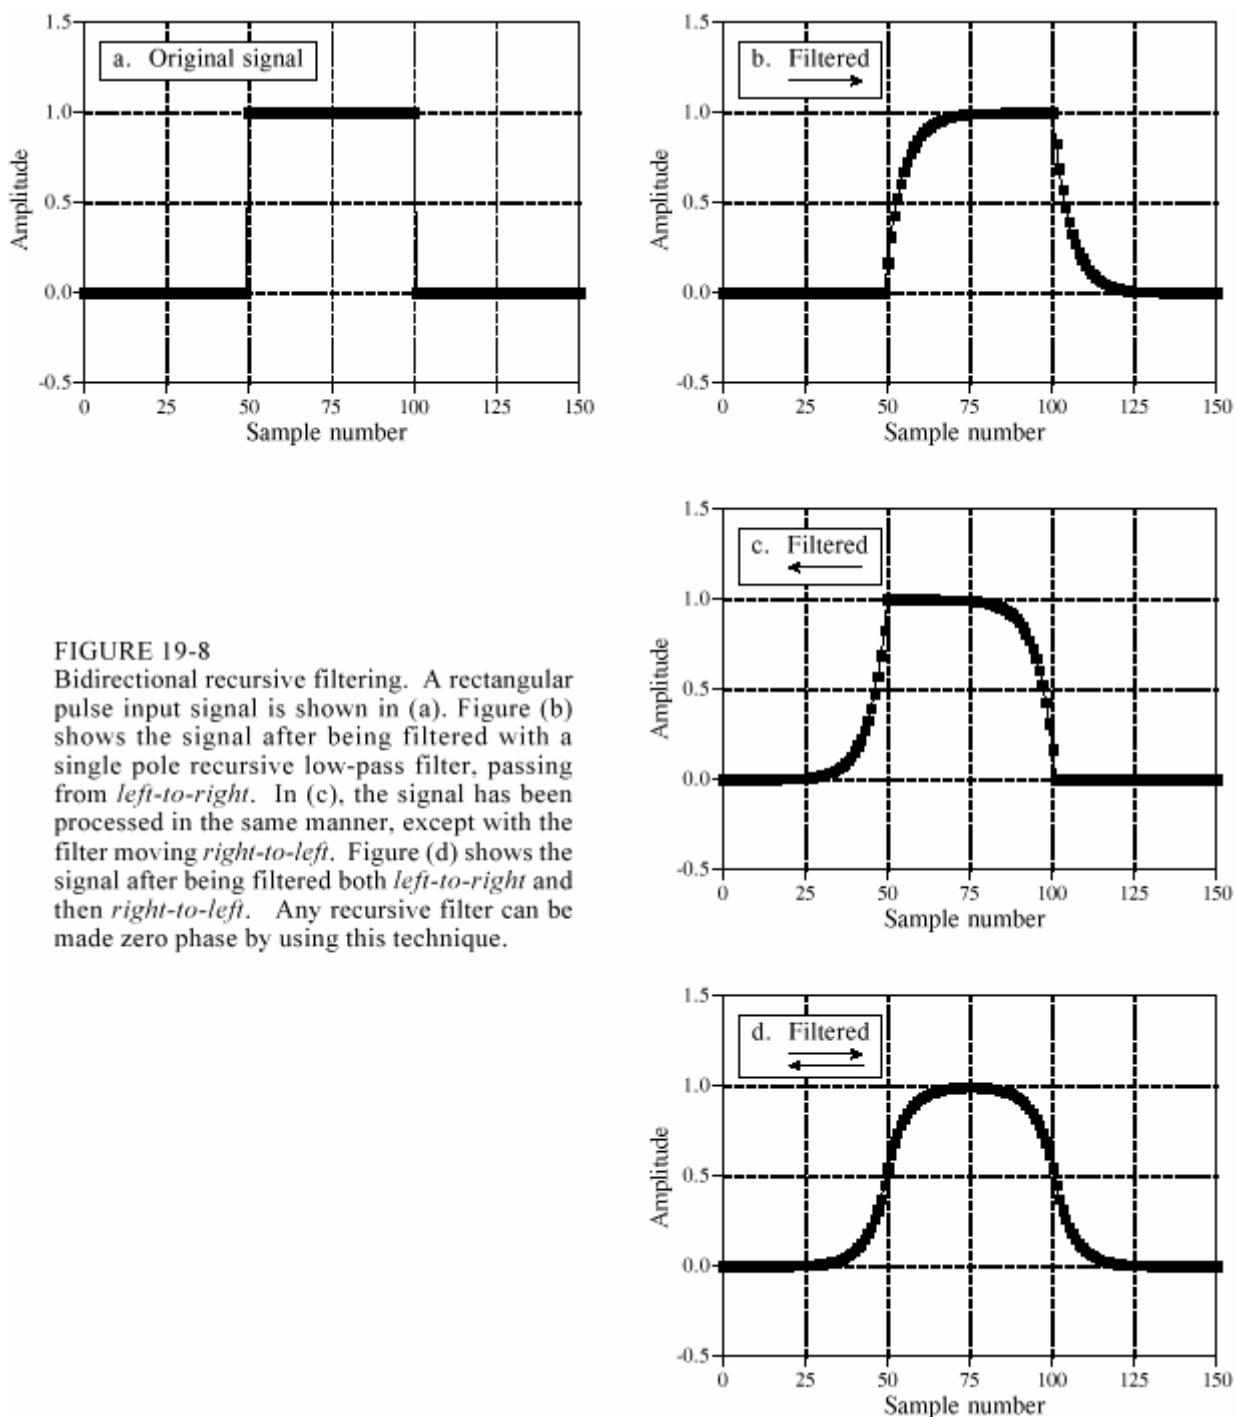 1.5
a. Original signal
1.0
0.5
0.0
-0.5
0 25 50 75 100 125 150
Sample number
Amplitude
1.5
b. Filtered
1.0
0.5
0.0
-0.5
0 25 50 75 100 125 150
Sample number
Amplitude
1.5
c. Filtered
1.0
0.5
0.0
-0.5
0 25 50 75 100 125 150
Sample number
Amplitude
FIGURE 19-8
Bidirectional recursive filtering. A rectangular
pulse input signal is shown in (a). Figure (b)
shows the signal after being filtered with a
single pole recursive low-pass filter, passing
from left-to-right. In (c), the signal has been
processed in the same manner, except with the
filter moving right-to-left. Figure (d) shows the
signal after being filtered both left-to-right and
then right-to-left. Any recursive filter can be
made zero phase by using this technique.
1.5
d. Filtered
1.0
0.5
0.0
-0.5
0 25 50 75 100 125 150
Sample number
Amplitude